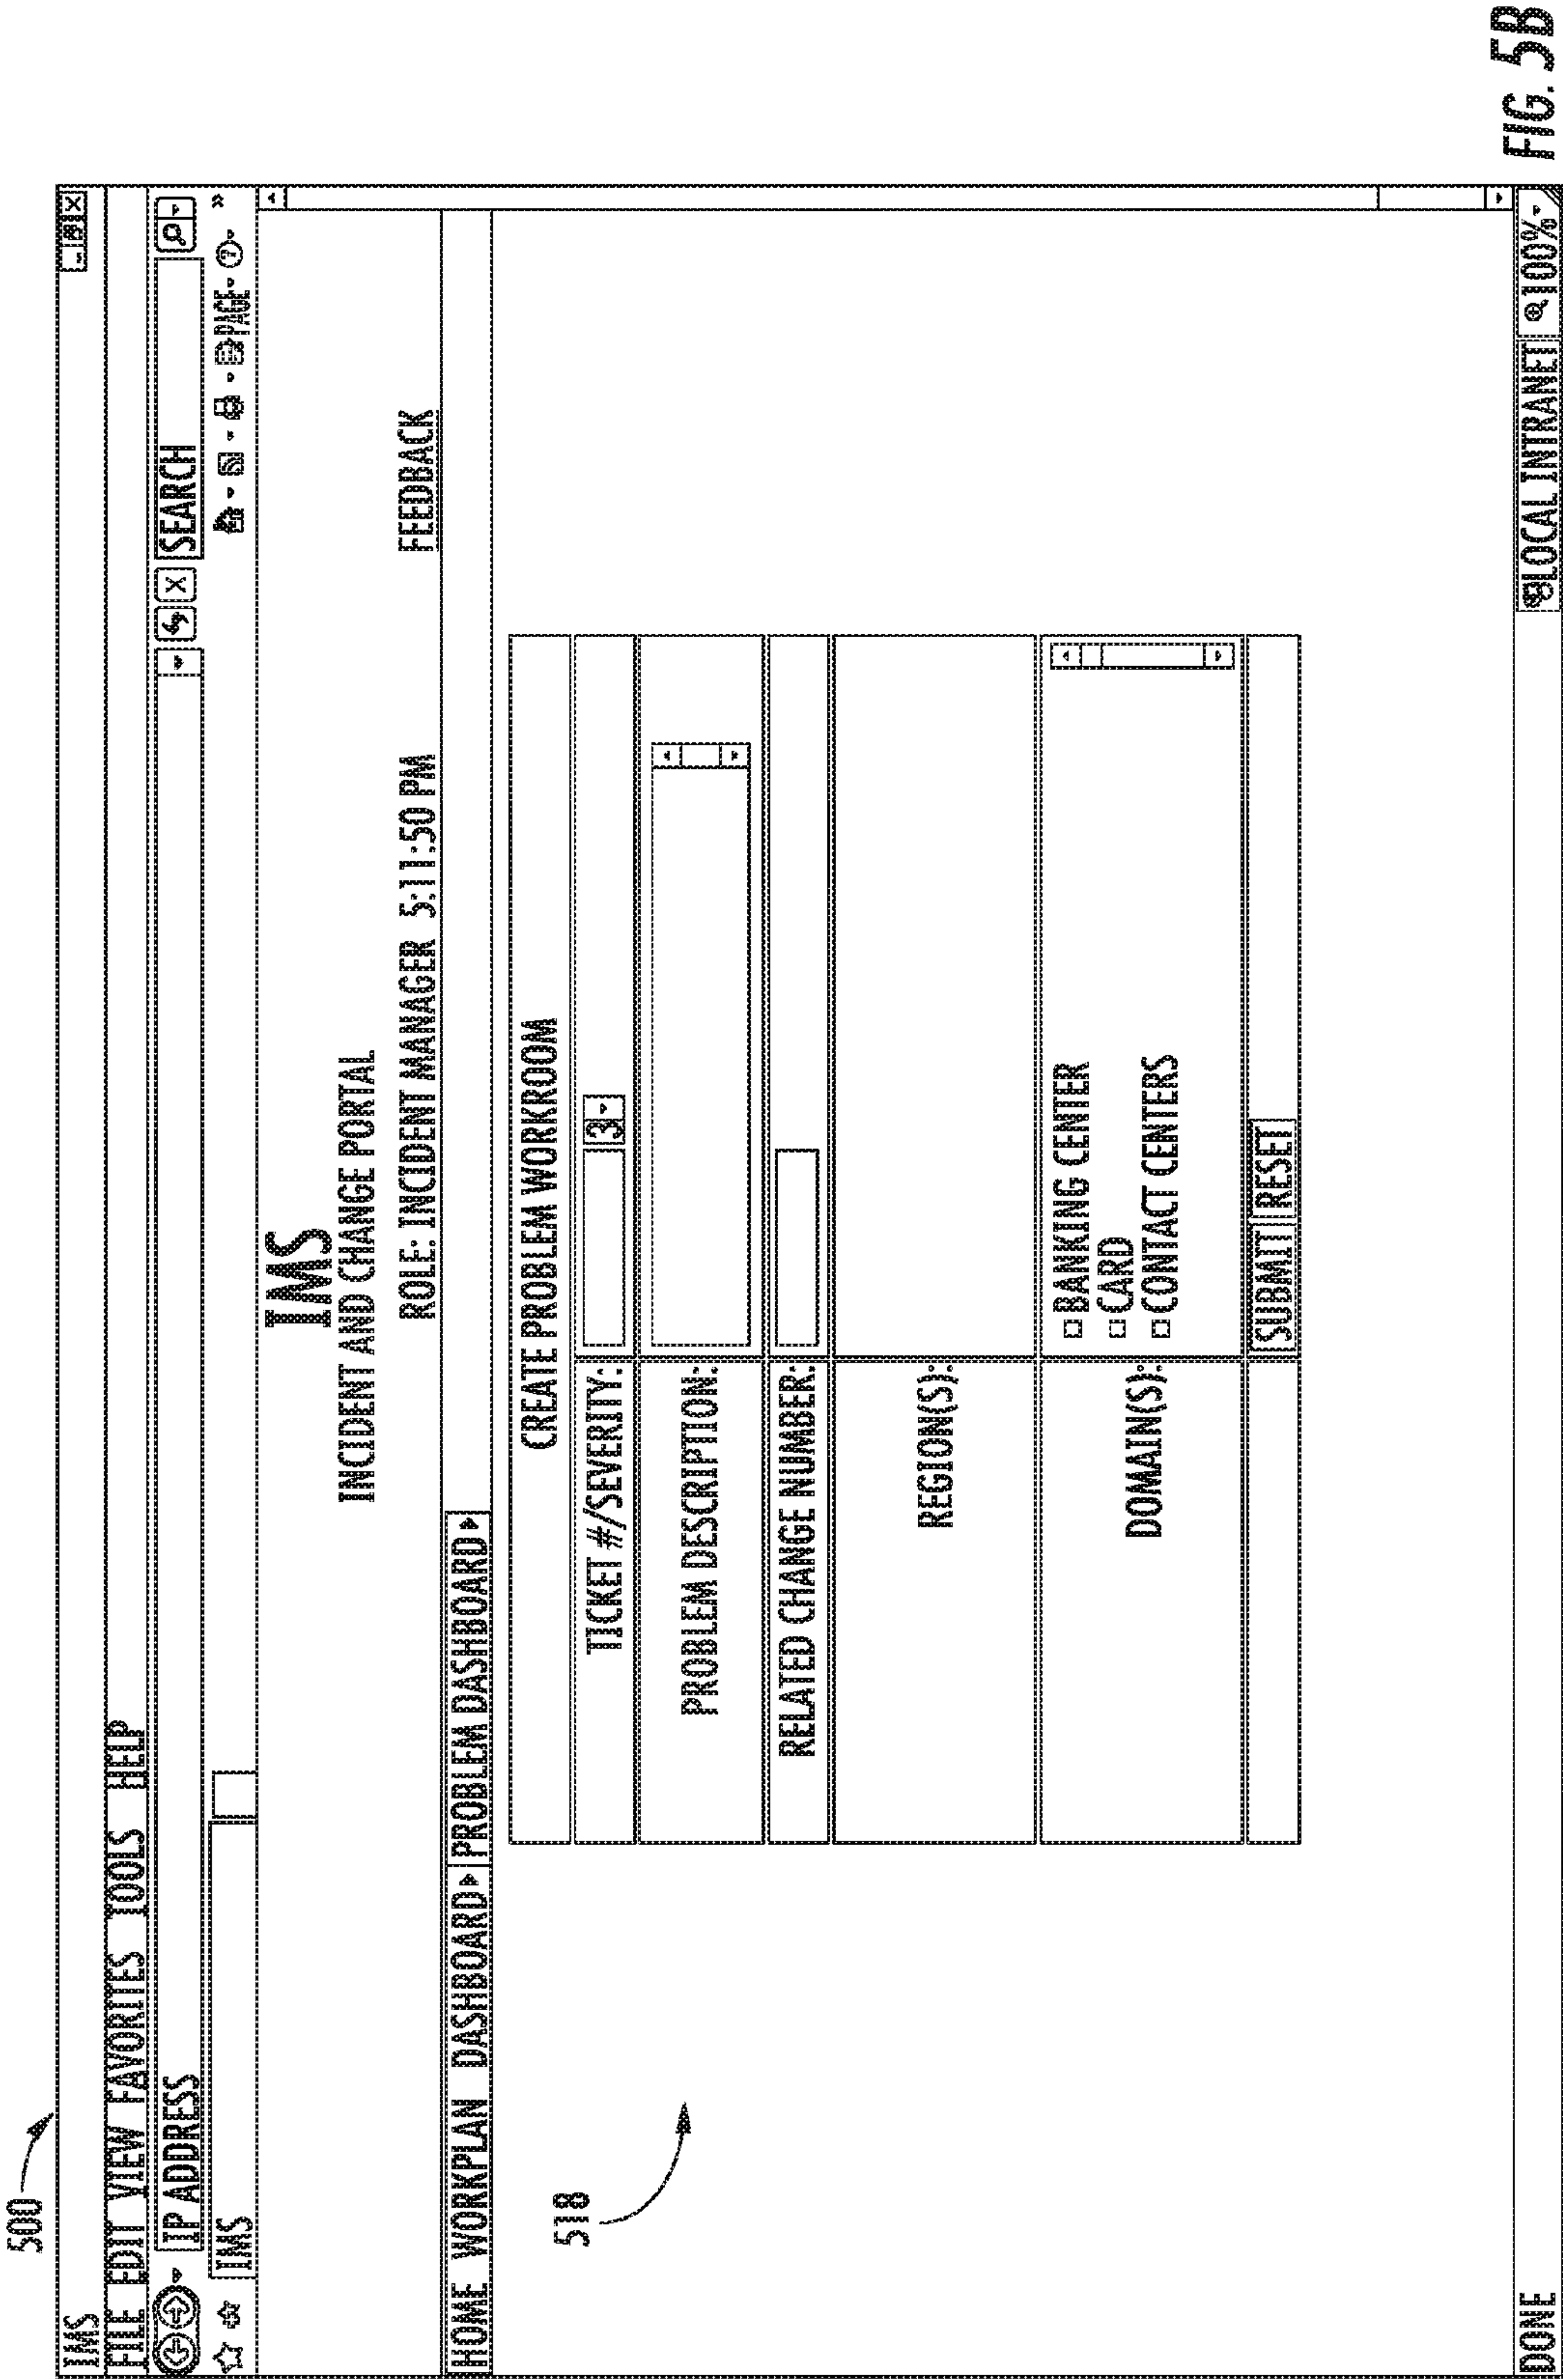 500
IMS
FILE EDIT VIEW FAVORITES TOOLS HELP
IP ADDRESS X SEARCH
IMS PAGE ? »
IMS
INCIDENT AND CHANGE PORTAL
ROLE: INCIDENT MANAGER 5:11:50 PM FEEDBACK
HOME WORKPLAN DASHBOARD PROBLEM DASHBOARD
518
CREATE PROBLEM WORKROOM
TICKET #/SEVERITY: 3
PROBLEM DESCRIPTION:
RELATED CHANGE NUMBER:
REGION(S):
DOMAIN(S):
BANKING CENTER
CARD
CONTACT CENTERS
SUBMIT RESET
DONE LOCAL INTRANET 100%
FIG. 5B